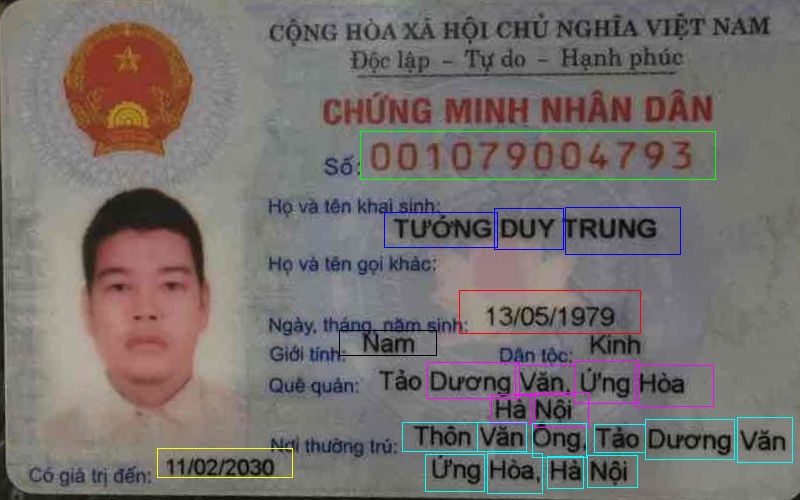 CỘNG HÒA XÃ HỘI CHỦ NGHĨA VIỆT NAM
Độc lập - Tự do - Hạnh phúc
CHỨNG MINH NHÂN DÂN
Số: 001079004793
Họ và tên khai sinh:
TƯỞNG DUY TRUNG
Họ và tên gọi khác:
Ngày, tháng, năm sinh: 13/05/1979
Giới tính: Nam Dân tộc: Kinh
Quê quán: Tảo Dương Văn, Ứng Hòa
Hà Nội
Nơi thường trú: Thôn Văn Ông, Tảo Dương Văn
Ứng Hòa, Hà Nội
Có giá trị đến: 11/02/2030